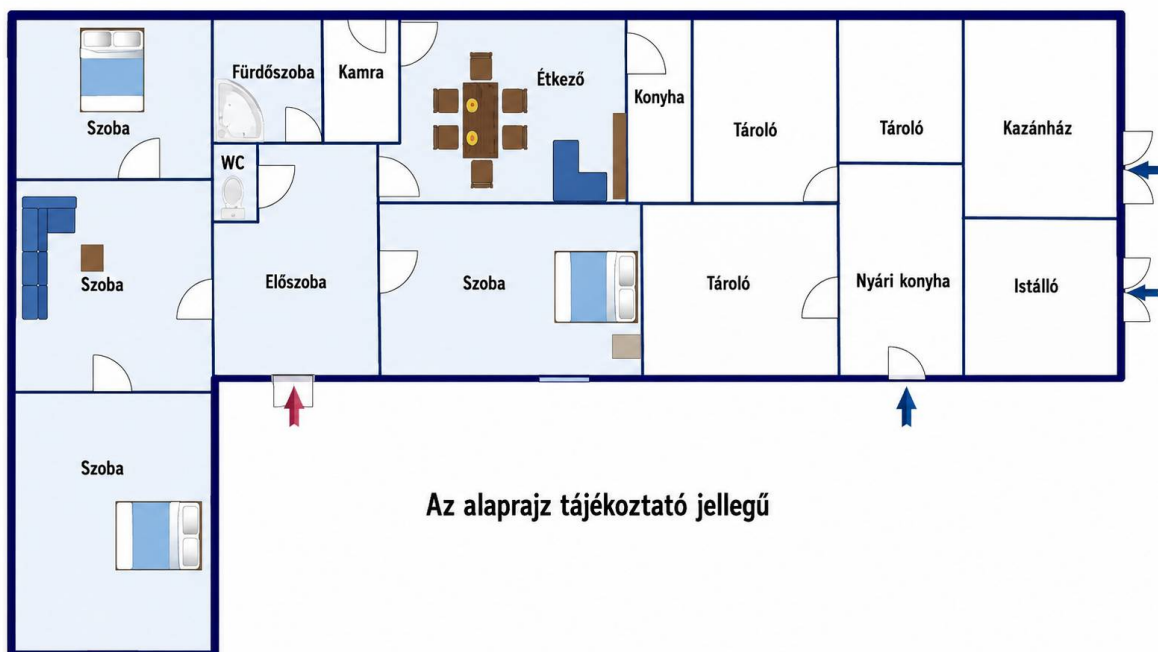 Szoba
Fürdőszoba
Kamra
Étkező
Konyha
Tároló
Tároló
Kazánház
WC
Szoba
Előszoba
Szoba
Tároló
Nyári konyha
Istálló
Szoba
Az alaprajz tájékoztató jellegű